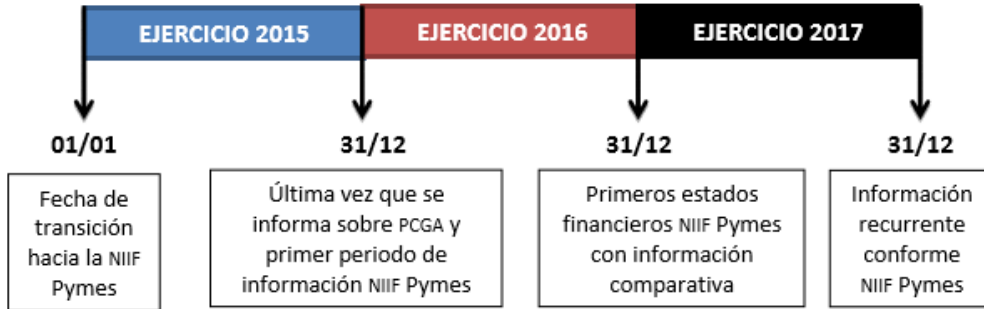 EJERCICIO 2015
EJERCICIO 2016
EJERCICIO 2017
01/01
31/12
31/12
31/12
Fecha de
transición
hacia la NIIF
Pymes
Última vez que se
informa sobre PCGA y
primer periodo de
información NIIF Pymes
Primeros estados
financieros NIIF Pymes
con información
comparativa
Información
recurrente
conforme
NIIF Pymes